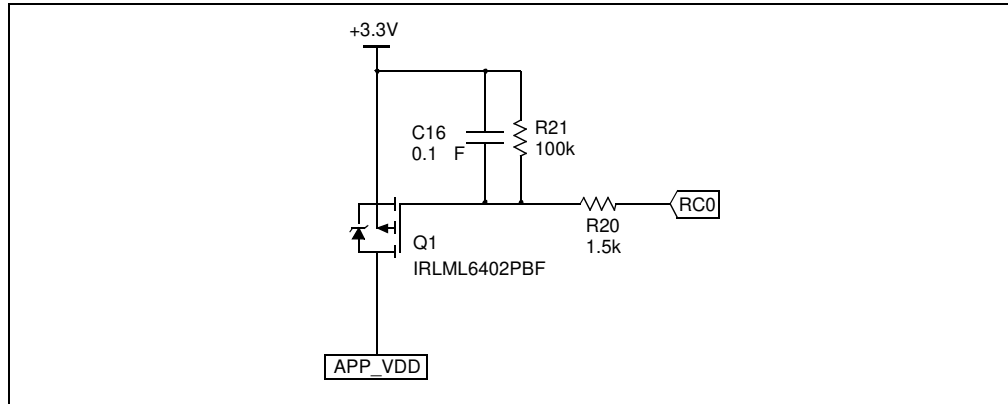 +3.3V
C16
0.1 F
R21
100k
RC0
R20
1.5k
Q1
IRLML6402PBF
APP_VDD